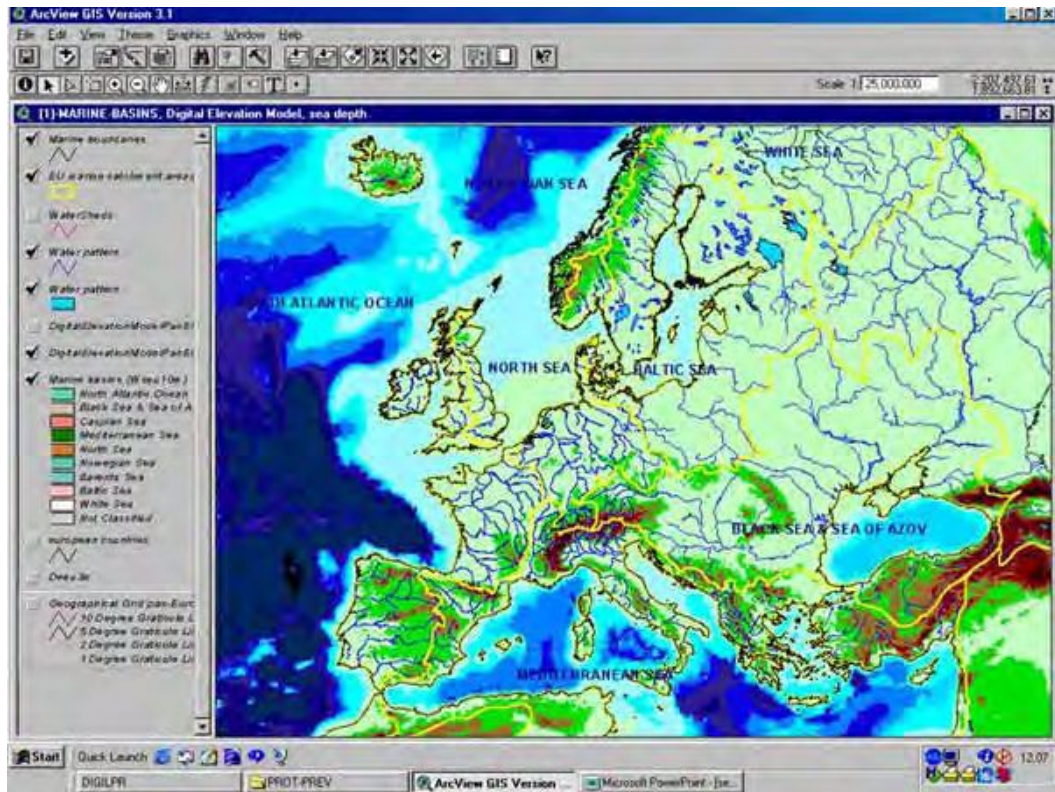 ArcView GIS Version 3.1
File Edit View Theme Graphics Window Help
Scale 1: 25,000,000
[1]-MARINE-BASINS, Digital Elevation Model, sea depth
Marine boundaries
EU marine catchment areas
WaterSheds
Water pattern
Water pattern
Marine basins
North Atlantic Ocean
Black Sea & Sea of A
Caspian Sea
Mediterranean Sea
North Sea
Norwegian Sea
Barents Sea
Baltic Sea
White Sea
Not Classified
european countries
Geographical Grid
10 Degree Graticule Li
5 Degree Graticule Li
2 Degree Graticule Li
1 Degree Graticule Li
WHITE SEA
NORWEGIAN SEA
NORTH ATLANTIC OCEAN
NORTH SEA
BALTIC SEA
BLACK SEA & SEA OF AZOV
MEDITERRANEAN SEA
Start Quick Launch 12.07
DIGILPR PROT-PREV ArcView GIS Version ... Microsoft PowerPoint - [se...